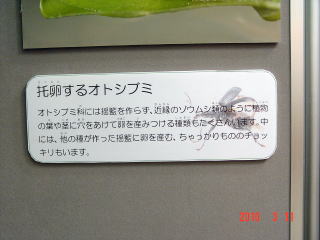 托卵するオトシブミ
オトシブミ科には揺籃を作らず、近縁のゾウムシ類のように植物
の葉や茎に穴をあけて卵を産みつける種類もたくさんいます。中
には、他の種が作った揺籃に卵を産む、ちゃっかりもののチョッ
キリもいます。
2010 3 31